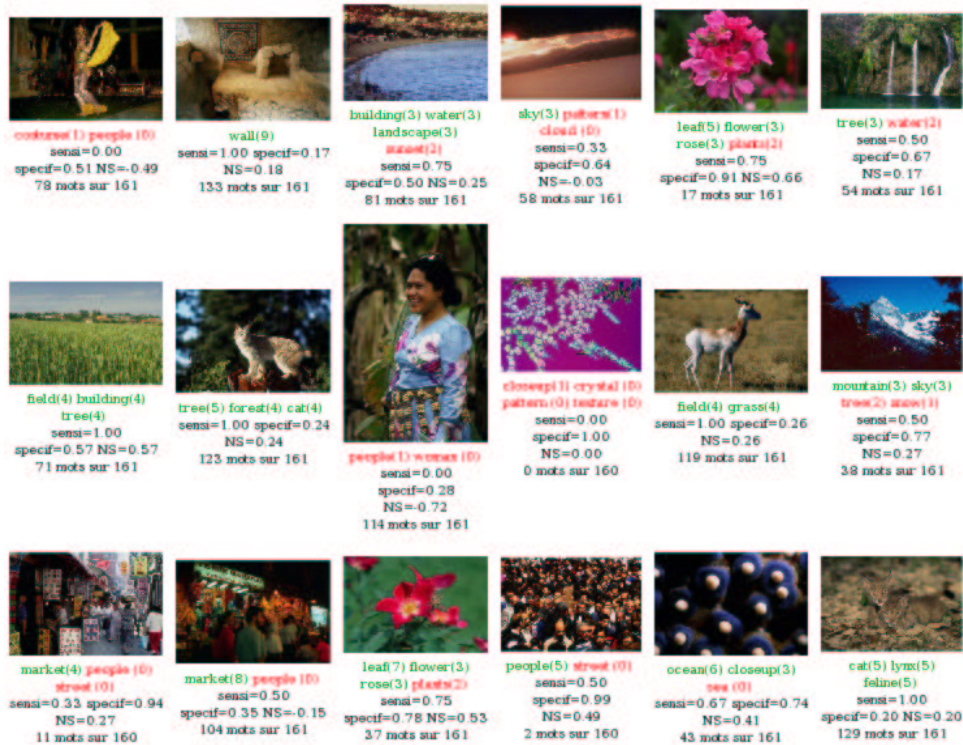 costume(1) people (0)
sensi=0.00
specif=0.51 NS=-0.49
78 mots sur 161
wall(9)
sensi=1.00 specif=0.17
NS=0.18
133 mots sur 161
building(3) water(3)
landscape(3)
sunset(2)
sensi=0.75
specif=0.50 NS=0.25
81 mots sur 161
sky(3) pattern(1)
cloud (0)
sensi=0.33
specif=0.64
NS=-0.03
58 mots sur 161
leaf(5) flower(3)
rose(3) plants(2)
sensi=0.75
specif=0.91 NS=0.66
17 mots sur 161
tree(3) water(2)
sensi=0.50
specif=0.67
NS=0.17
54 mots sur 161
field(4) building(4)
tree(4)
sensi=1.00
specif=0.57 NS=0.57
71 mots sur 161
tree(5) forest(4) cat(4)
sensi=1.00 specif=0.24
NS=0.24
123 mots sur 161
people(1) woman (0)
sensi=0.00
specif=0.28
NS=-0.72
114 mots sur 161
closeup(1) crystal (0)
pattern (0) texture (0)
sensi=0.00
specif=1.00
NS=0.00
0 mots sur 160
field(4) grass(4)
sensi=1.00 specif=0.26
NS=0.26
119 mots sur 161
mountain(3) sky(3)
tree(2) snow(1)
sensi=0.50
specif=0.77
NS=0.27
38 mots sur 161
market(4) people (0)
street (0)
sensi=0.33 specif=0.94
NS=0.27
11 mots sur 160
market(8) people (0)
sensi=0.50
specif=0.35 NS=-0.15
104 mots sur 161
leaf(7) flower(3)
rose(3) plants(2)
sensi=0.75
specif=0.78 NS=0.53
37 mots sur 161
people(5) street (0)
sensi=0.50
specif=0.99
NS=0.49
2 mots sur 160
ocean(6) closeup(3)
sea (0)
sensi=0.67 specif=0.74
NS=0.41
43 mots sur 161
cat(5) lynx(5)
feline(5)
sensi=1.00
specif=0.20 NS=0.20
129 mots sur 161